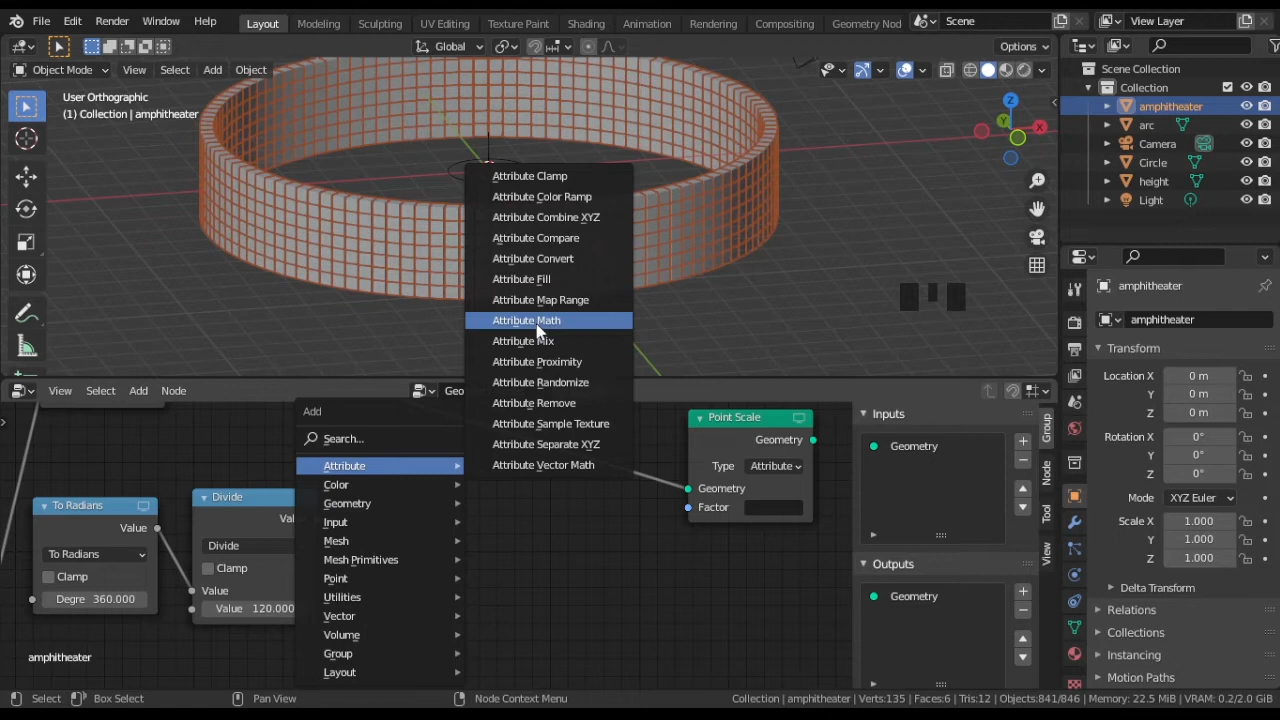 File Edit Render Window Help Layout Modeling Sculpting UV Editing Texture Paint Shading Animation Rendering Compositing Geometry Nod Scene View Layer
Global Options
Object Mode View Select Add Object
User Orthographic
(1) Collection | amphitheater
Z
Y
X
Scene Collection
Collection
amphitheater
arc
Camera
Circle
height
Light
Attribute Clamp
Attribute Color Ramp
Attribute Combine XYZ
Attribute Compare
Attribute Convert
Attribute Fill
Attribute Map Range
Attribute Math
Attribute Mix
Attribute Proximity
Attribute Randomize
Attribute Remove
Attribute Sample Texture
Attribute Separate XYZ
Attribute Vector Math
amphitheater
amphitheater
Transform
Location X 0 m
Y 0 m
Z 0 m
Rotation X 0°
Y 0°
Z 0°
Mode XYZ Euler
Scale X 1.000
Y 1.000
Z 1.000
Delta Transform
Relations
Collections
Instancing
Motion Paths
View Select Add Node Geo
Add
Search...
Attribute
Color
Geometry
Input
Mesh
Mesh Primitives
Point
Utilities
Vector
Volume
Group
Layout
To Radians
Value
To Radians
Clamp
Degre 360.000
Divide
Divide
Clamp
Value
Value 120.000
Point Scale
Geometry
Type Attribute
Geometry
Factor
Inputs
Geometry
Outputs
Geometry
Group
Node
Tool
View
amphitheater
Select Box Select Pan View Node Context Menu Collection | amphitheater | Verts:135 | Faces:6 | Tris:12 | Objects:841/846 | Memory: 22.5 MiB | VRAM: 0.2/2.0 GiB